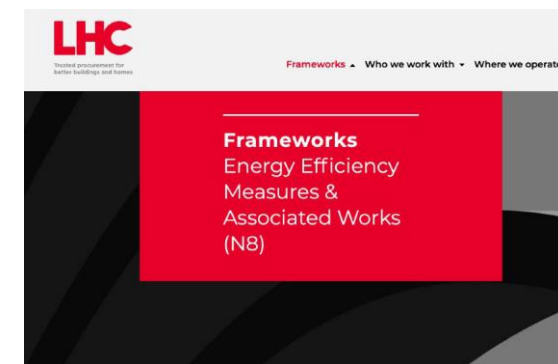 LHC
Trusted procurement for
better buildings and homes
Frameworks Who we work with Where we operate
Frameworks
Energy Efficiency
Measures &
Associated Works
(N8)